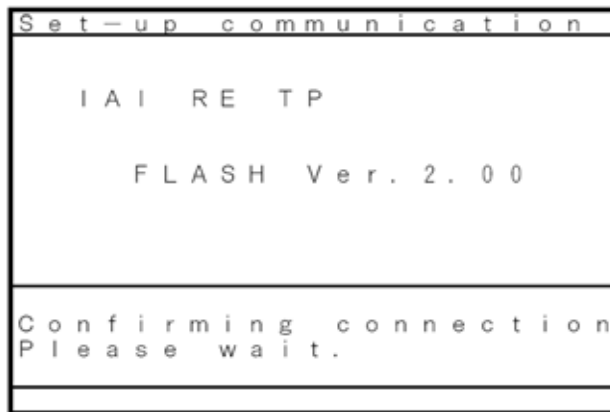 Set-up communication
IAI RE TP
FLASH Ver. 2. 00
Confirming connection
Please wait.